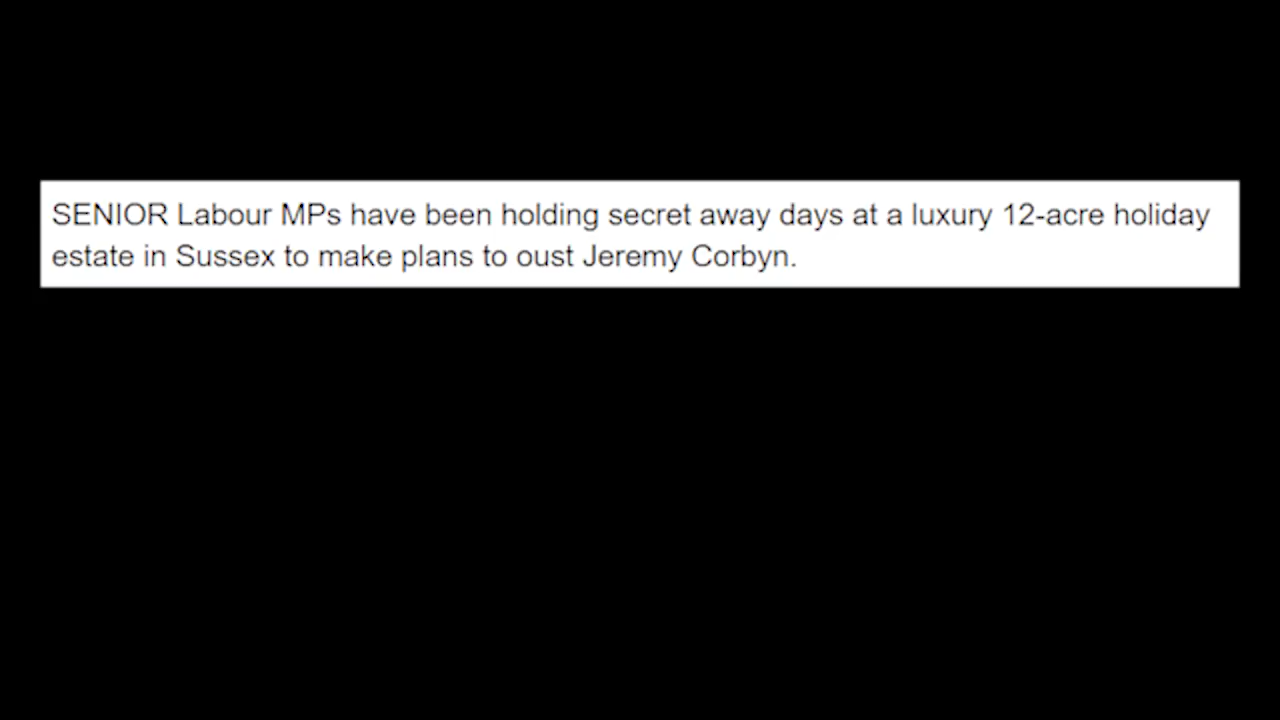 SENIOR Labour MPs have been holding secret away days at a luxury 12-acre holiday
estate in Sussex to make plans to oust Jeremy Corbyn.